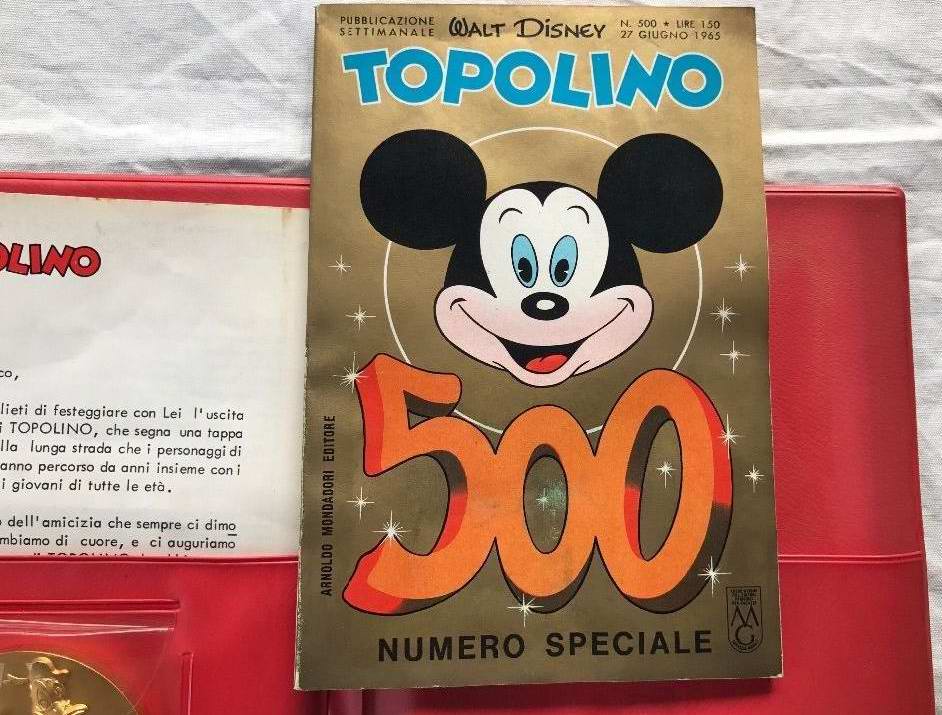 PUBBLICAZIONE
SETTIMANALE
WALT DISNEY
N. 500 ★ LIRE 150
27 GIUGNO 1965
TOPOLINO
500
ARNOLDO MONDADORI EDITORE
NUMERO SPECIALE
OLINO
co,
lieti di festeggiare con Lei l'uscita
i TOPOLINO, che segna una tappa
lla lunga strada che i personaggi di
anno percorso da anni insieme con i
i giovani di tutte le età.
o dell'amicizia che sempre ci dimo
mbiamo di cuore, e ci auguriamo